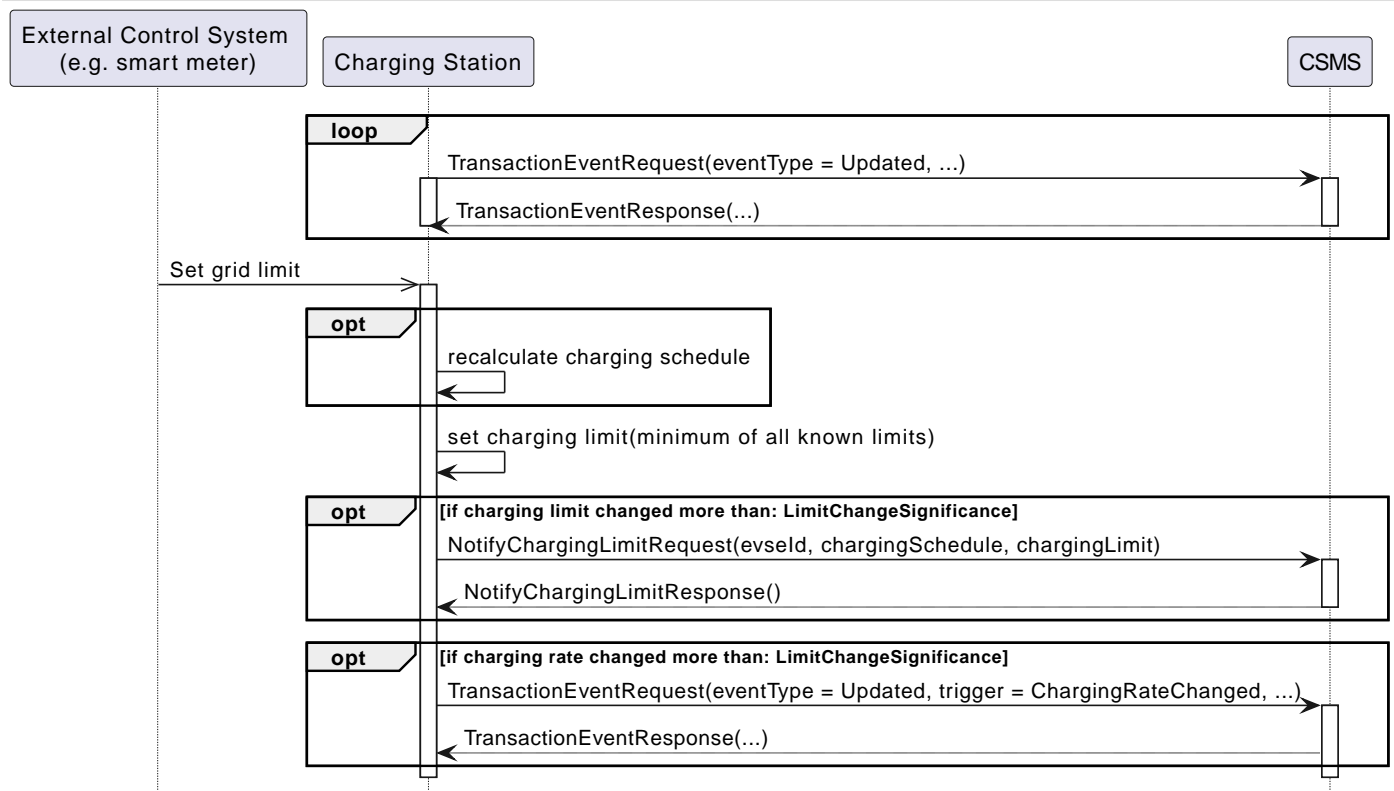 External Control System
(e.g. smart meter)
Charging Station
CSMS
loop
TransactionEventRequest(eventType = Updated, ...)
TransactionEventResponse(...)
Set grid limit
opt
recalculate charging schedule
set charging limit(minimum of all known limits)
opt
[if charging limit changed more than: LimitChangeSignificance]
NotifyChargingLimitRequest(evseId, chargingSchedule, chargingLimit)
NotifyChargingLimitResponse()
opt
[if charging rate changed more than: LimitChangeSignificance]
TransactionEventRequest(eventType = Updated, trigger = ChargingRateChanged, ...)
TransactionEventResponse(...)